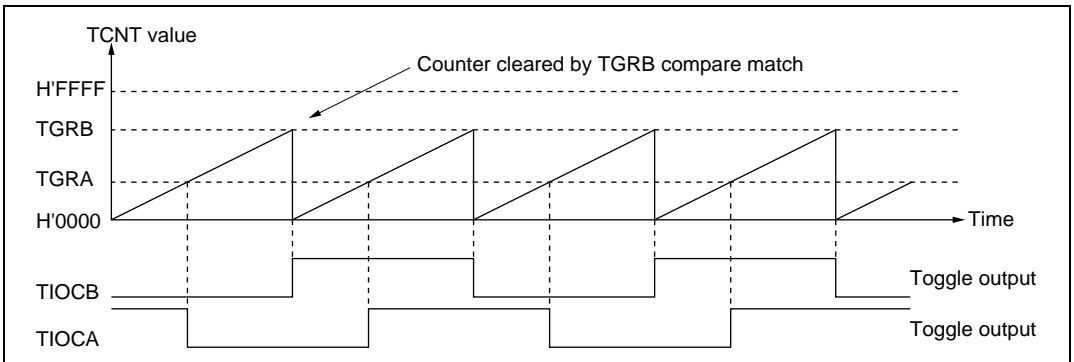 TCNT value
Counter cleared by TGRB compare match
H'FFFF
TGRB
TGRA
H'0000
Time
Toggle output
TIOCB
Toggle output
TIOCA